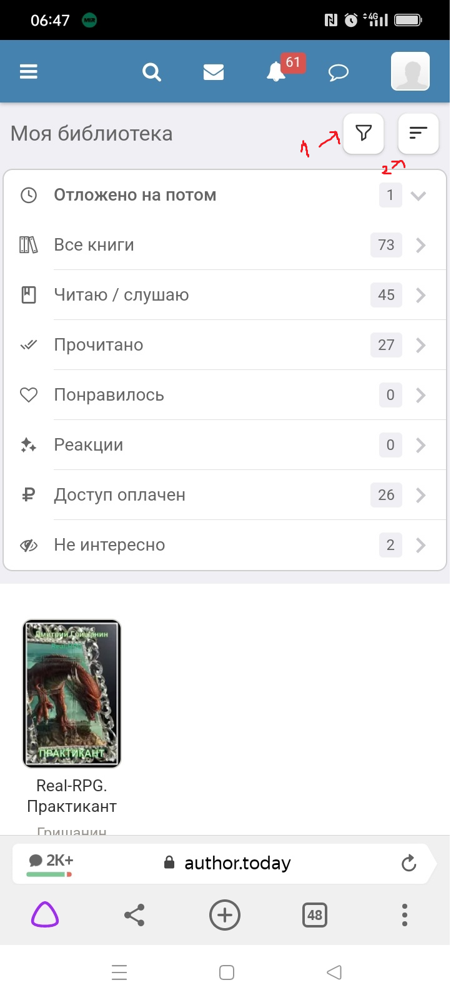 06:47
MIR
4G
61
Моя библиотека
1
2
Отложено на потом 1
Все книги 73
Читаю / слушаю 45
Прочитано 27
Понравилось 0
Реакции 0
Доступ оплачен 26
Не интересно 2
Дмитрий Гришанин
ПРАКТИКАНТ
Real-RPG.
Практикант
Гришанин
2K+ author.today
48